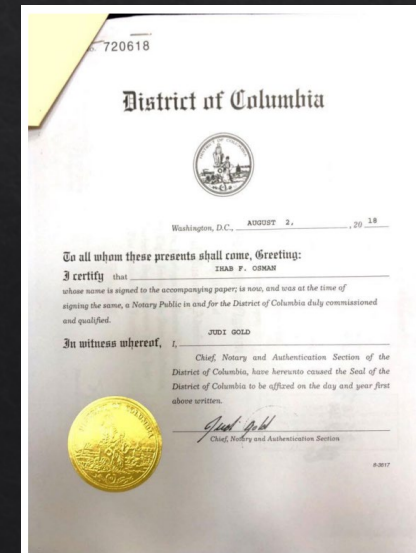 720618
District of Columbia
Washington, D.C., AUGUST 2, , 20 18
To all whom these presents shall come, Greeting:
IHAB F. OSMAN
I certify that
whose name is signed to the accompanying paper; is now, and was at the time of
signing the same, a Notary Public in and for the District of Columbia duly commissioned
and qualified.
JUDI GOLD
In witness whereof, I,
Chief, Notary and Authentication Section of the
District of Columbia, have hereunto caused the Seal of the
District of Columbia to be affixed on the day and year first
above written.
Judi Gold
Chief, Notary and Authentication Section